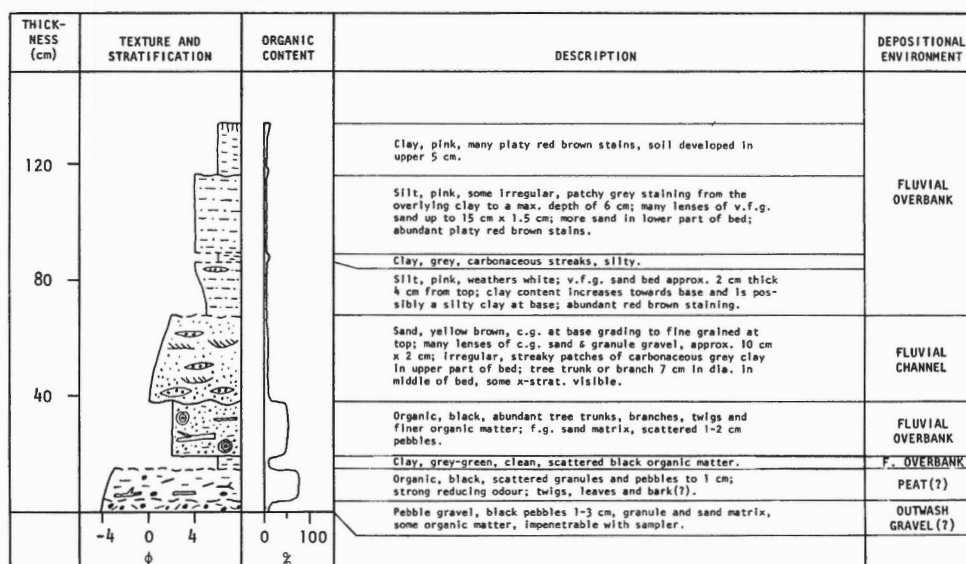 THICK-
NESS
(cm)
TEXTURE AND
STRATIFICATION
ORGANIC
CONTENT
DESCRIPTION
DEPOSITIONAL
ENVIRONMENT
120
80
40
Clay, pink, many platy red brown stains, soil developed in
upper 5 cm.
Silt, pink, some irregular, patchy grey staining from the
overlying clay to a max. depth of 6 cm; many lenses of v.f.g.
sand up to 15 cm x 1.5 cm; more sand in lower part of bed;
abundant platy red brown stains.
FLUVIAL
OVERBANK
Clay, grey, carbonaceous streaks, silty.
Silt, pink, weathers white; v.f.g. sand bed approx. 2 cm thick
4 cm from top; clay content increases towards base and is pos-
sibly a silty clay at base; abundant red brown staining.
Sand, yellow brown, c.g. at base grading to fine grained at
top; many lenses of c.g. sand & granule gravel, approx. 10 cm
x 2 cm; irregular, streaky patches of carbonaceous grey clay
in upper part of bed; tree trunk or branch 7 cm in dia. in
middle of bed, some x-strat. visible.
FLUVIAL
CHANNEL
Organic, black, abundant tree trunks, branches, twigs and
finer organic matter; f.g. sand matrix, scattered 1-2 cm
pebbles.
FLUVIAL
OVERBANK
Clay, grey-green, clean, scattered black organic matter.
F. OVERBANK
Organic, black, scattered granules and pebbles to 1 cm;
strong reducing odour; twigs, leaves and bark(?).
PEAT(?)
Pebble gravel, black pebbles 1-3 cm, granule and sand matrix,
some organic matter, impenetrable with sampler.
OUTWASH
GRAVEL(?)
-4 0 4
φ
0 100
%